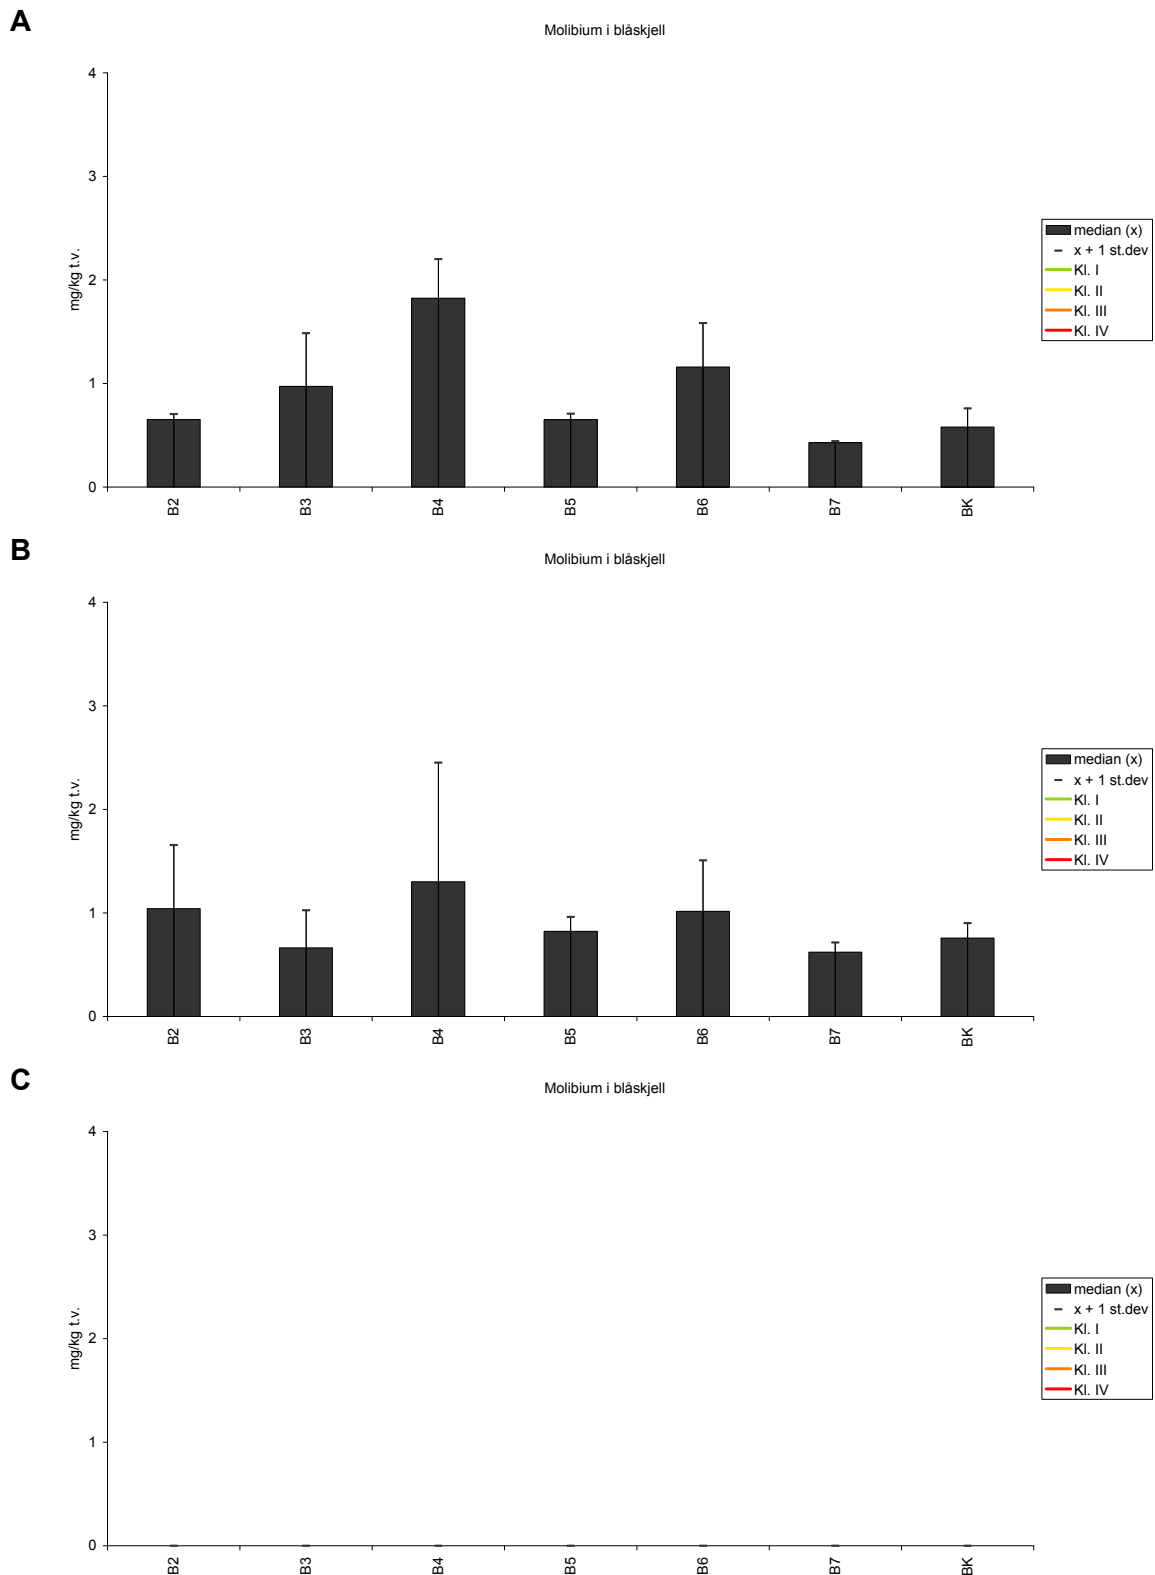 A
Molibium i blåskjell
4
3
2
1
0
mg/kg t.v.
B2
B3
B4
B5
B6
B7
BK
median (x)
x + 1 st.dev
Kl. I
Kl. II
Kl. III
Kl. IV
B
Molibium i blåskjell
4
3
2
1
0
mg/kg t.v.
B2
B3
B4
B5
B6
B7
BK
median (x)
x + 1 st.dev
Kl. I
Kl. II
Kl. III
Kl. IV
C
Molibium i blåskjell
4
3
2
1
0
mg/kg t.v.
B2
B3
B4
B5
B6
B7
BK
median (x)
x + 1 st.dev
Kl. I
Kl. II
Kl. III
Kl. IV